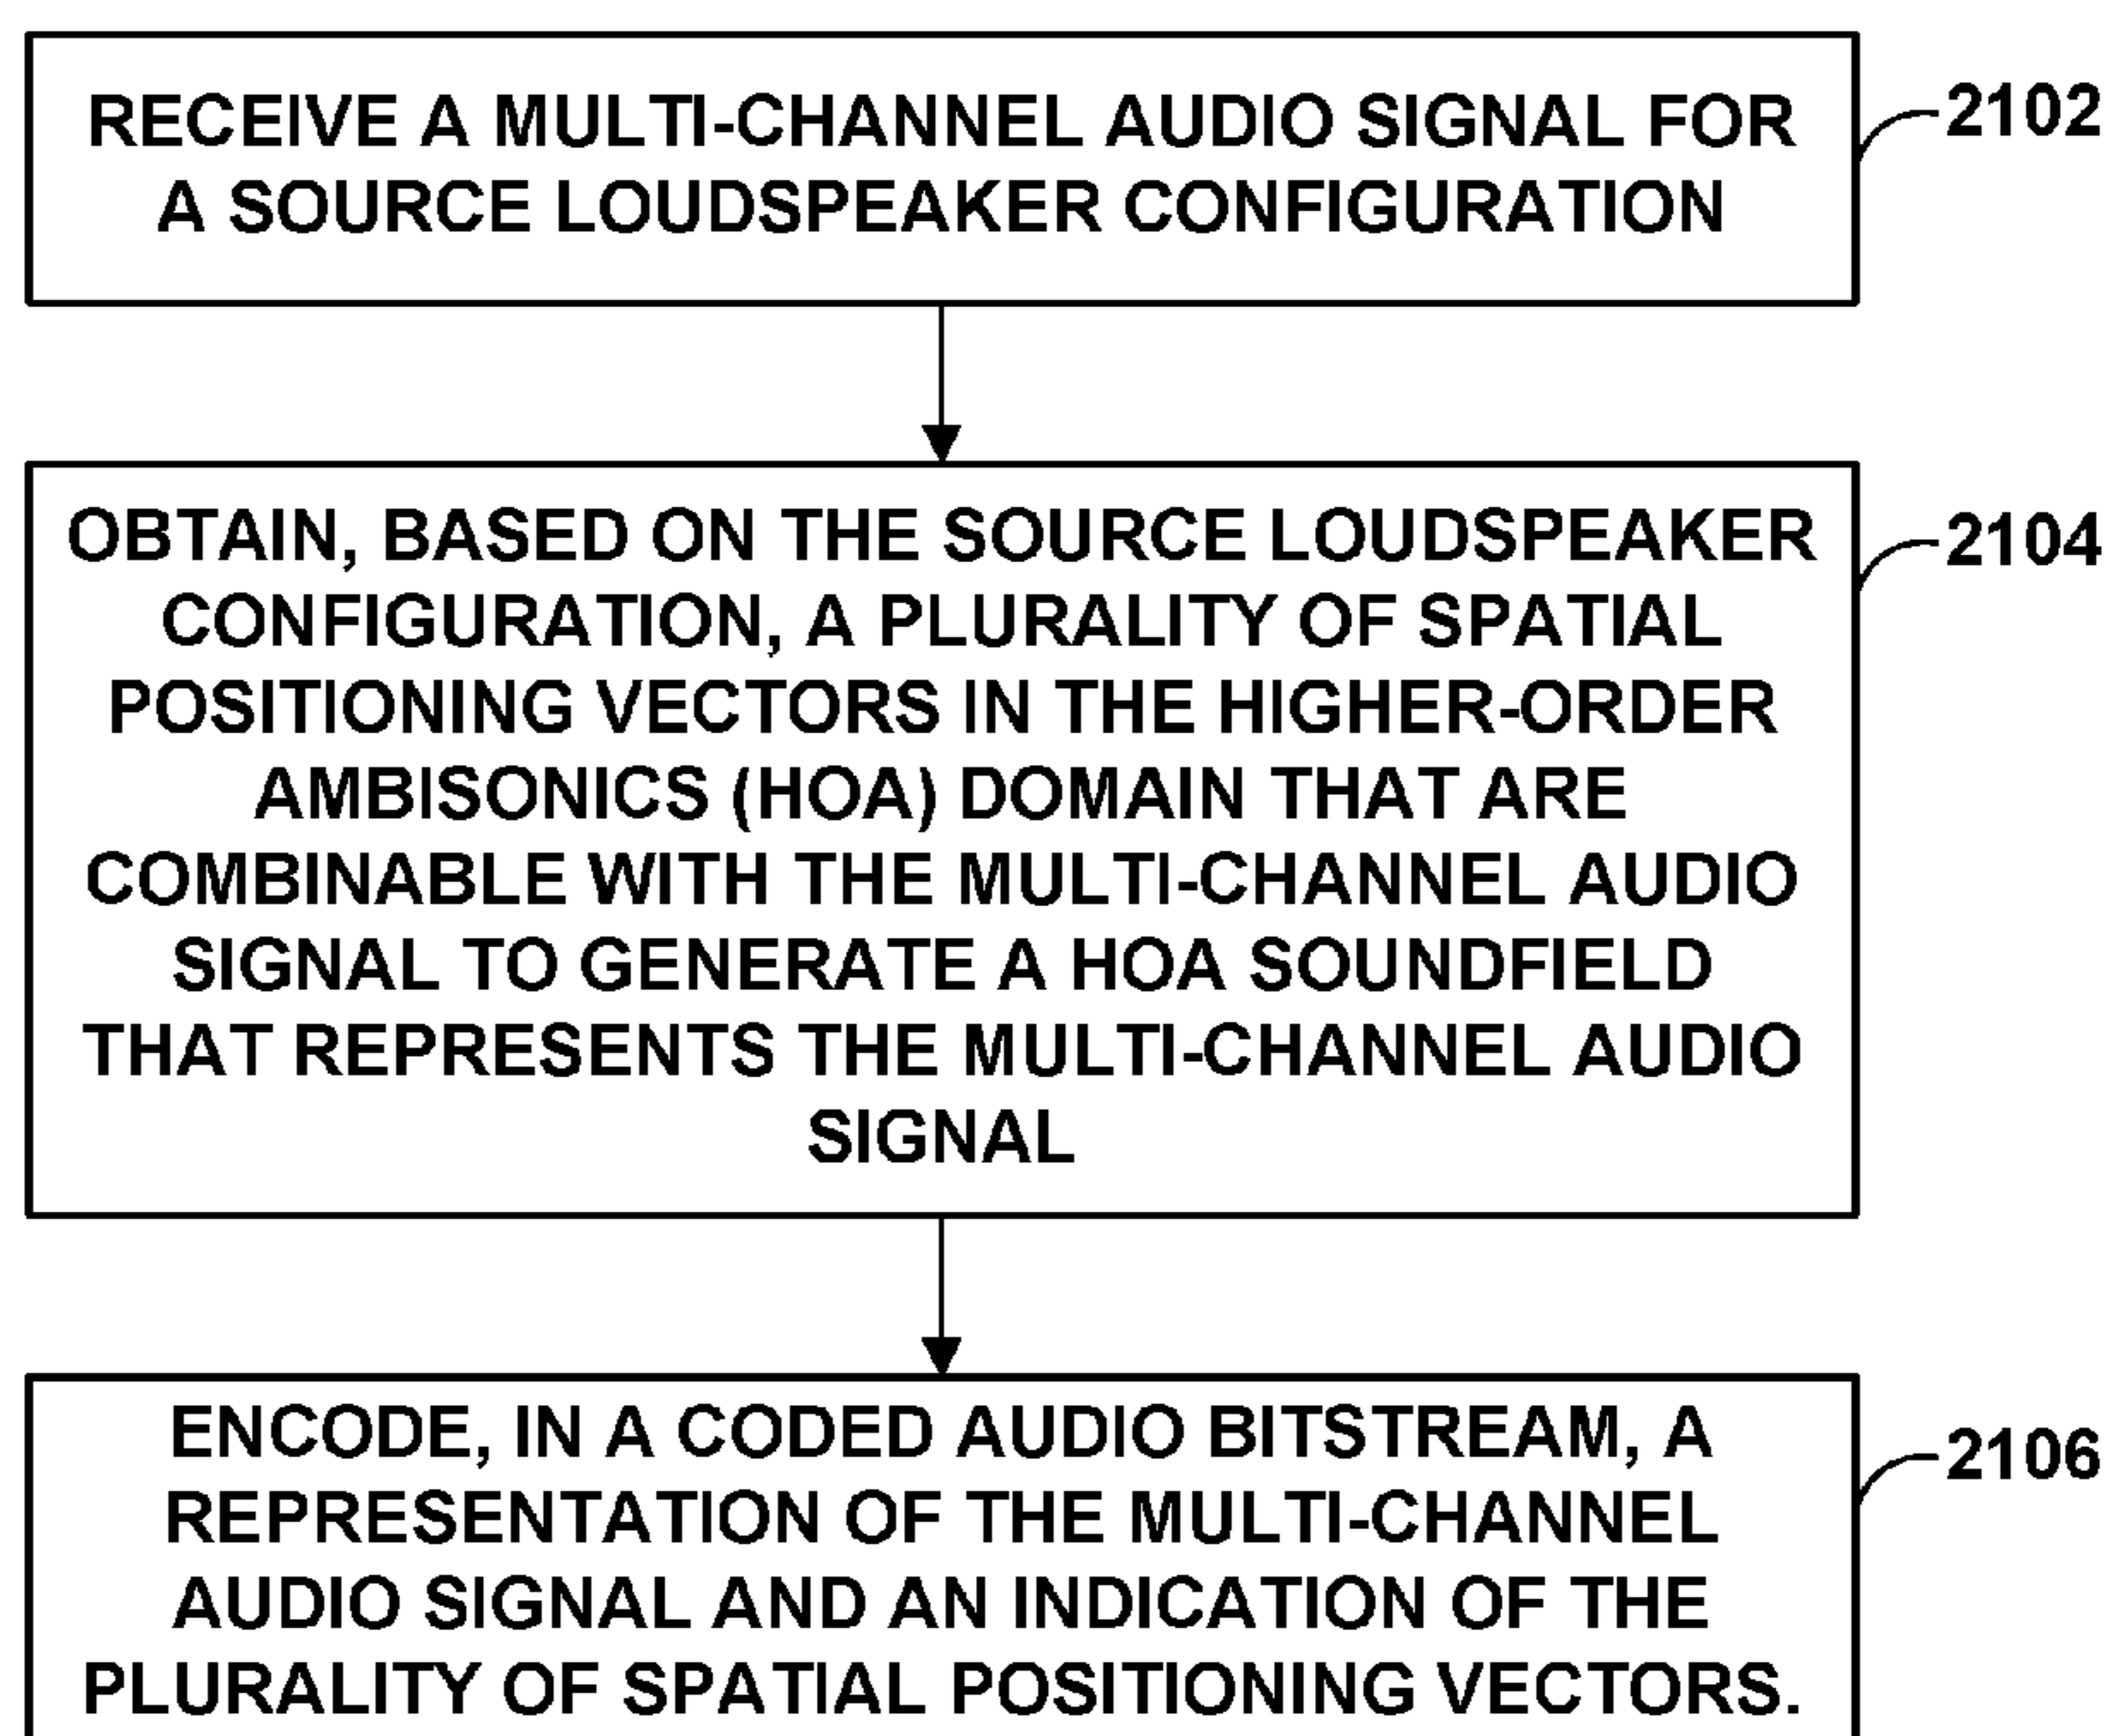 RECEIVE A MULTI-CHANNEL AUDIO SIGNAL FOR
A SOURCE LOUDSPEAKER CONFIGURATION
2102
OBTAIN, BASED ON THE SOURCE LOUDSPEAKER
CONFIGURATION, A PLURALITY OF SPATIAL
POSITIONING VECTORS IN THE HIGHER-ORDER
AMBISONICS (HOA) DOMAIN THAT ARE
COMBINABLE WITH THE MULTI-CHANNEL AUDIO
SIGNAL TO GENERATE A HOA SOUNDFIELD
THAT REPRESENTS THE MULTI-CHANNEL AUDIO
SIGNAL
2104
ENCODE, IN A CODED AUDIO BITSTREAM, A
REPRESENTATION OF THE MULTI-CHANNEL
AUDIO SIGNAL AND AN INDICATION OF THE
PLURALITY OF SPATIAL POSITIONING VECTORS.
2106